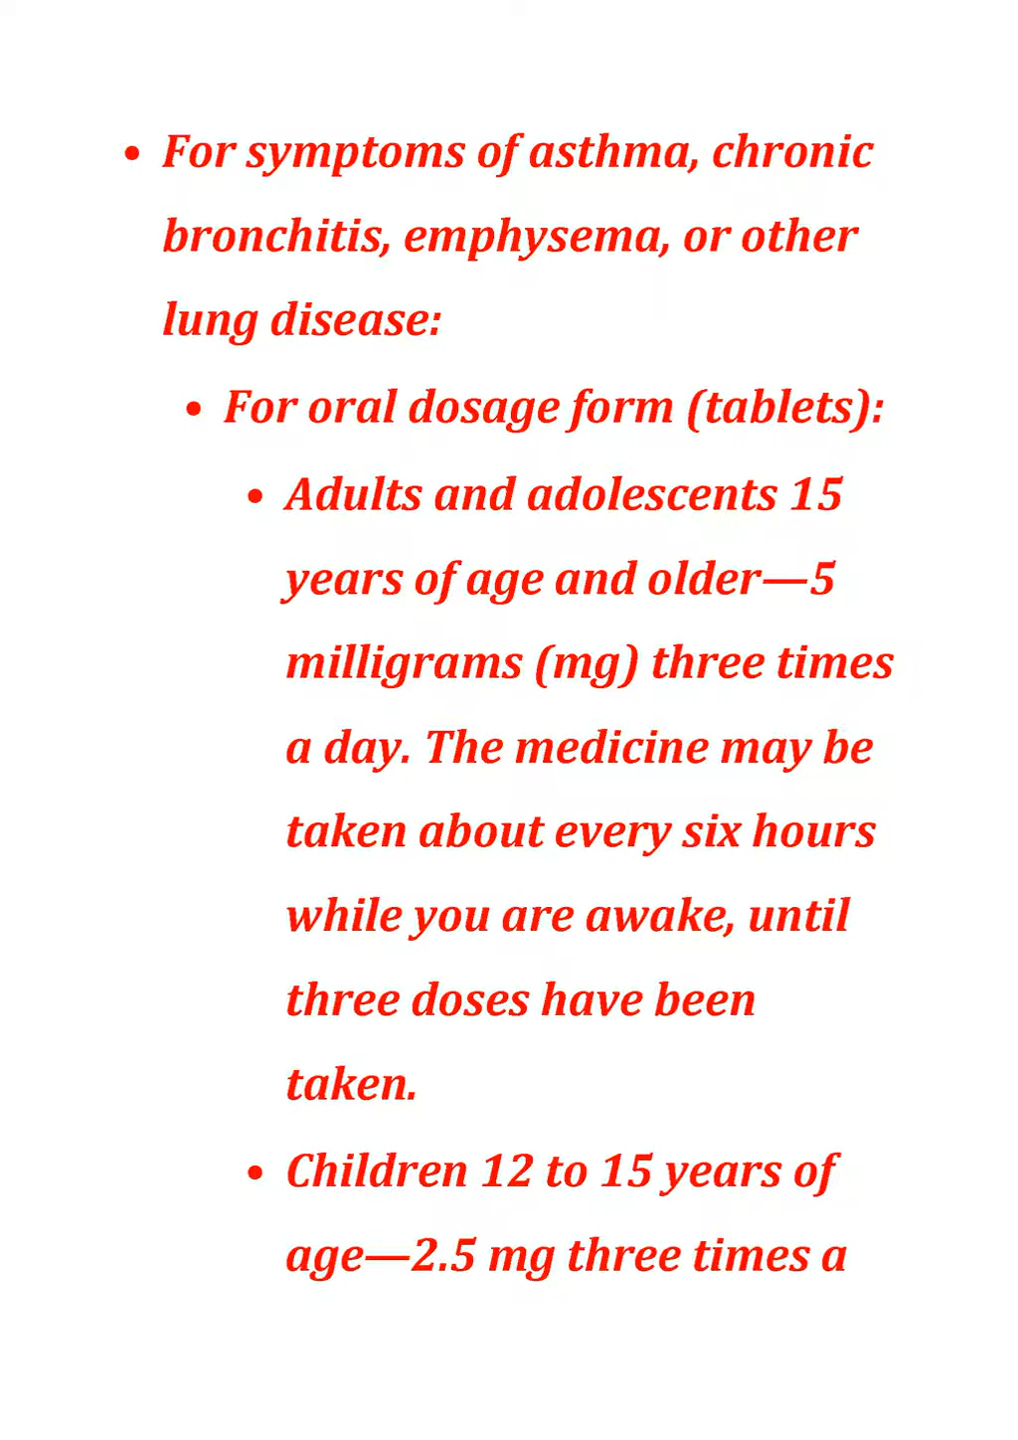 • For symptoms of asthma, chronic
bronchitis, emphysema, or other
lung disease:
• For oral dosage form (tablets):
• Adults and adolescents 15
years of age and older—5
milligrams (mg) three times
a day. The medicine may be
taken about every six hours
while you are awake, until
three doses have been
taken.
• Children 12 to 15 years of
age—2.5 mg three times a